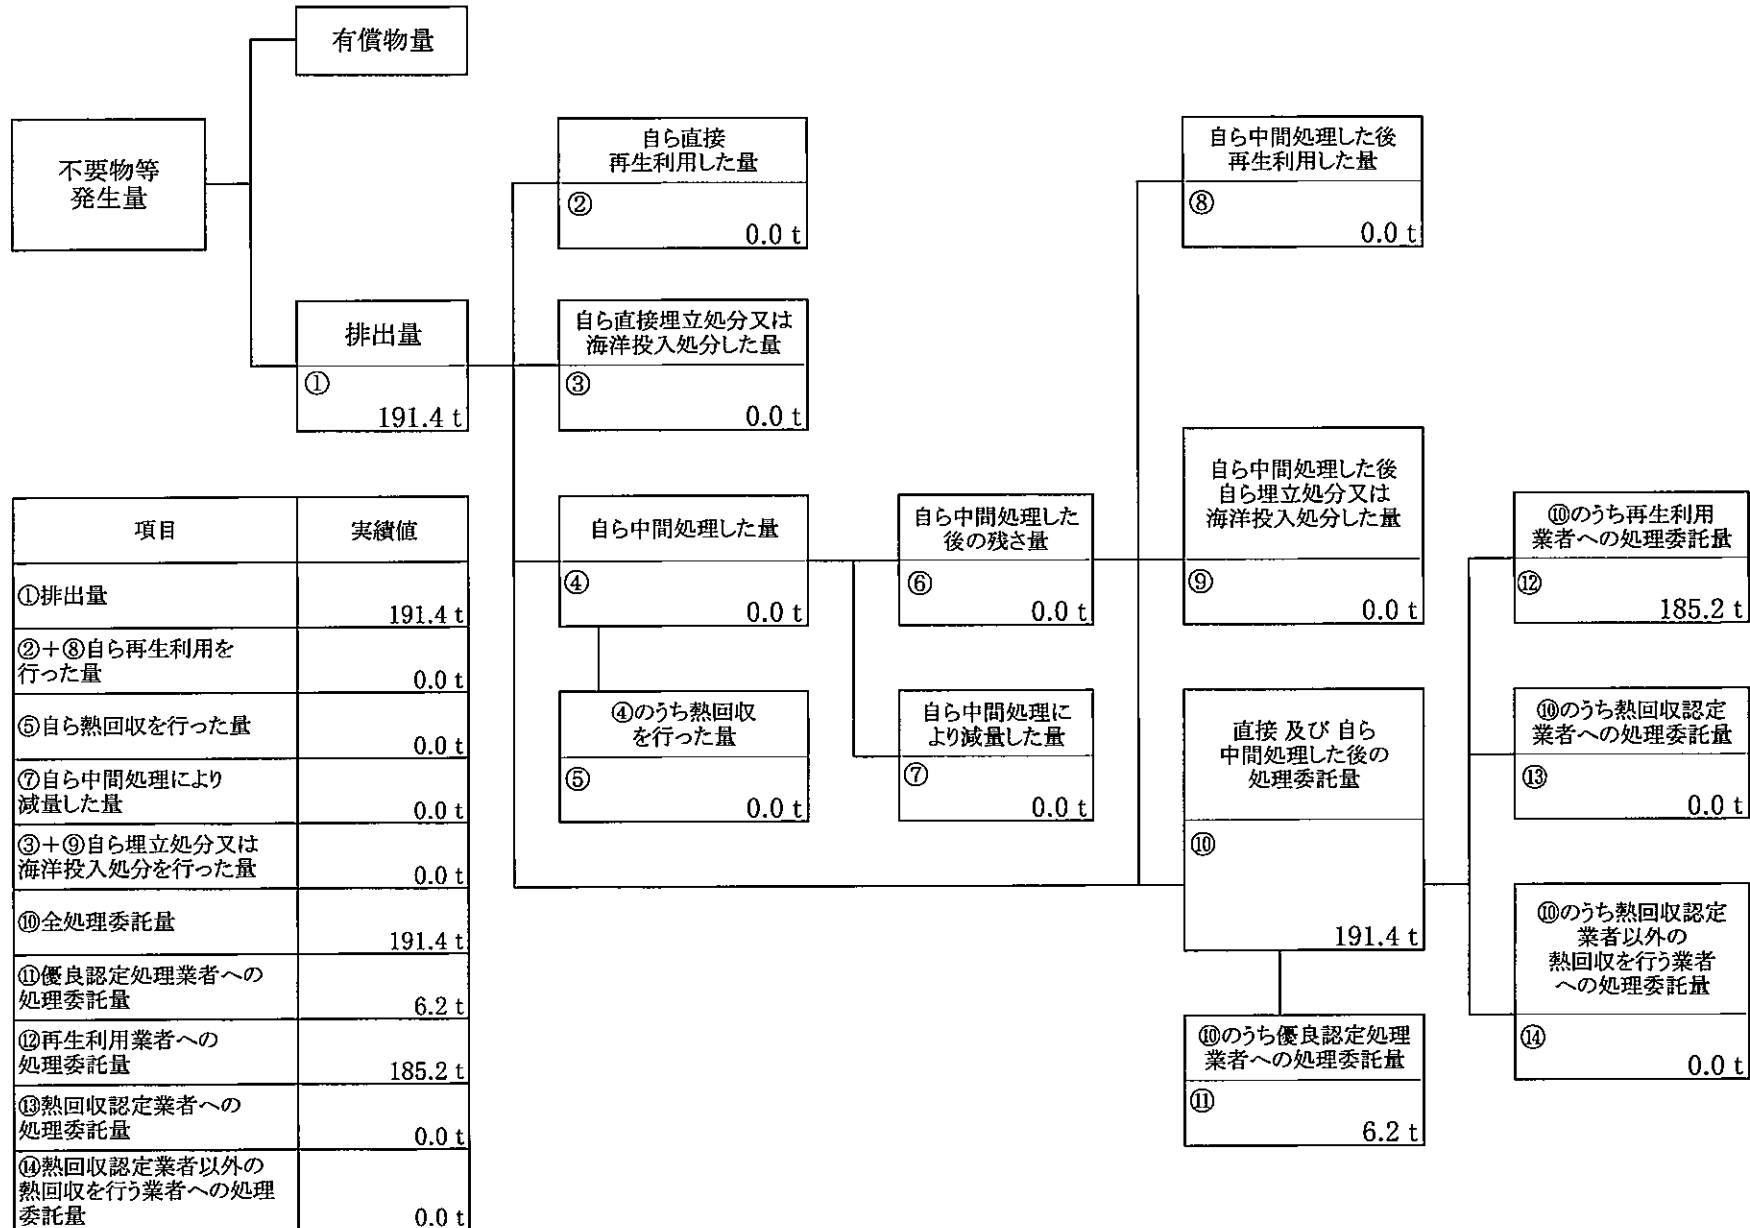 有償物量
不要物等
発生量
自ら直接
再生利用した量
②
0.0 t
自ら中間処理した後
再生利用した量
⑧
0.0 t
排出量
①
191.4 t
自ら直接埋立処分又は
海洋投入処分した量
③
0.0 t
自ら中間処理した量
④
0.0 t
自ら中間処理した
後の残さ量
⑥
0.0 t
自ら中間処理した後
自ら埋立処分又は
海洋投入処分した量
⑨
0.0 t
⑩のうち再生利用
業者への処理委託量
⑫
185.2 t
④のうち熱回収
を行った量
⑤
0.0 t
自ら中間処理に
より減量した量
⑦
0.0 t
直接 及び 自ら
中間処理した後の
処理委託量
⑩
191.4 t
⑩のうち熱回収認定
業者への処理委託量
⑬
0.0 t
⑩のうち熱回収認定
業者以外の
熱回収を行う業者
への処理委託量
⑭
0.0 t
⑩のうち優良認定処理
業者への処理委託量
⑪
6.2 t
項目 実績値
①排出量
191.4 t
②+⑧自ら再生利用を
行った量
0.0 t
⑤自ら熱回収を行った量
0.0 t
⑦自ら中間処理により
減量した量
0.0 t
③+⑨自ら埋立処分又は
海洋投入処分を行った量
0.0 t
⑩全処理委託量
191.4 t
⑪優良認定処理業者への
処理委託量
6.2 t
⑫再生利用業者への
処理委託量
185.2 t
⑬熱回収認定業者への
処理委託量
0.0 t
⑭熱回収認定業者以外の
熱回収を行う業者への処理
委託量
0.0 t